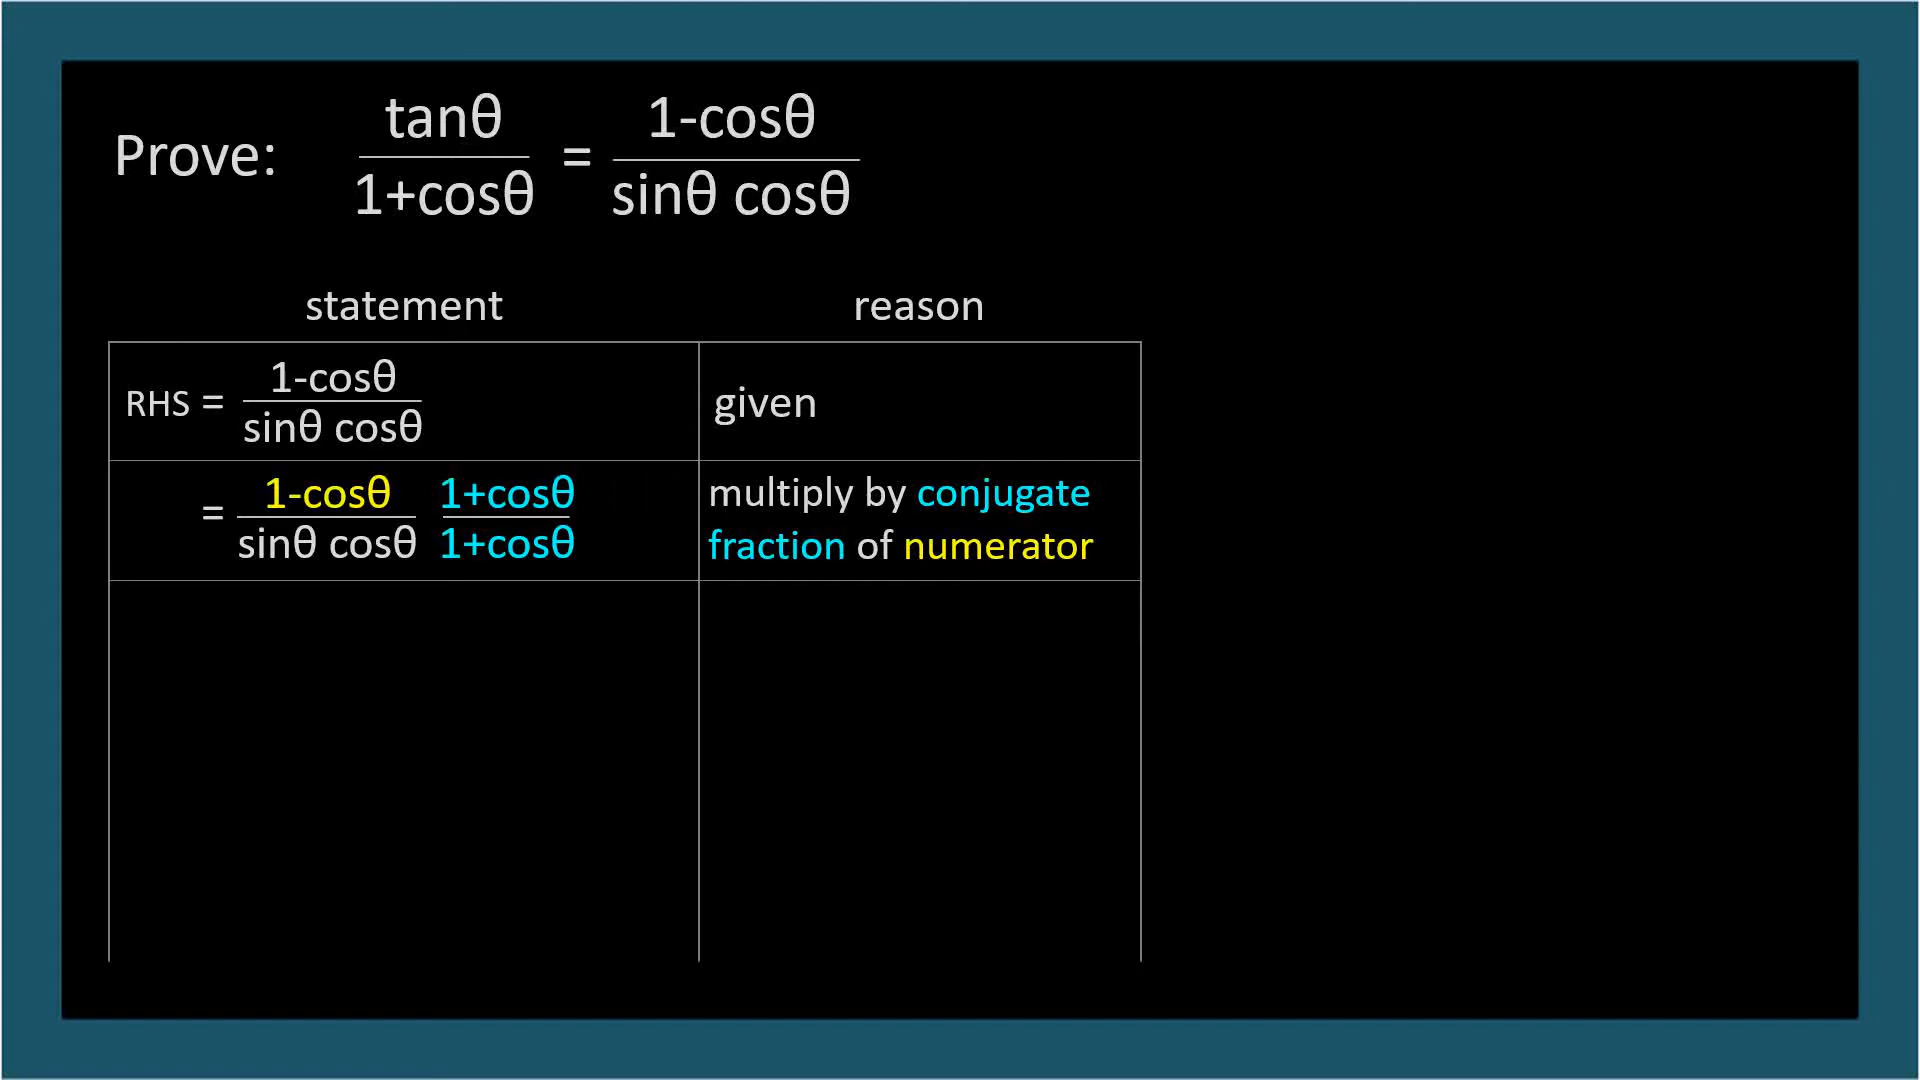 Prove: tanθ / 1+cosθ = 1-cosθ / sinθ cosθ
statement reason
RHS = 1-cosθ / sinθ cosθ given
= 1-cosθ / sinθ cosθ 1+cosθ / 1+cosθ multiply by conjugate
fraction of numerator